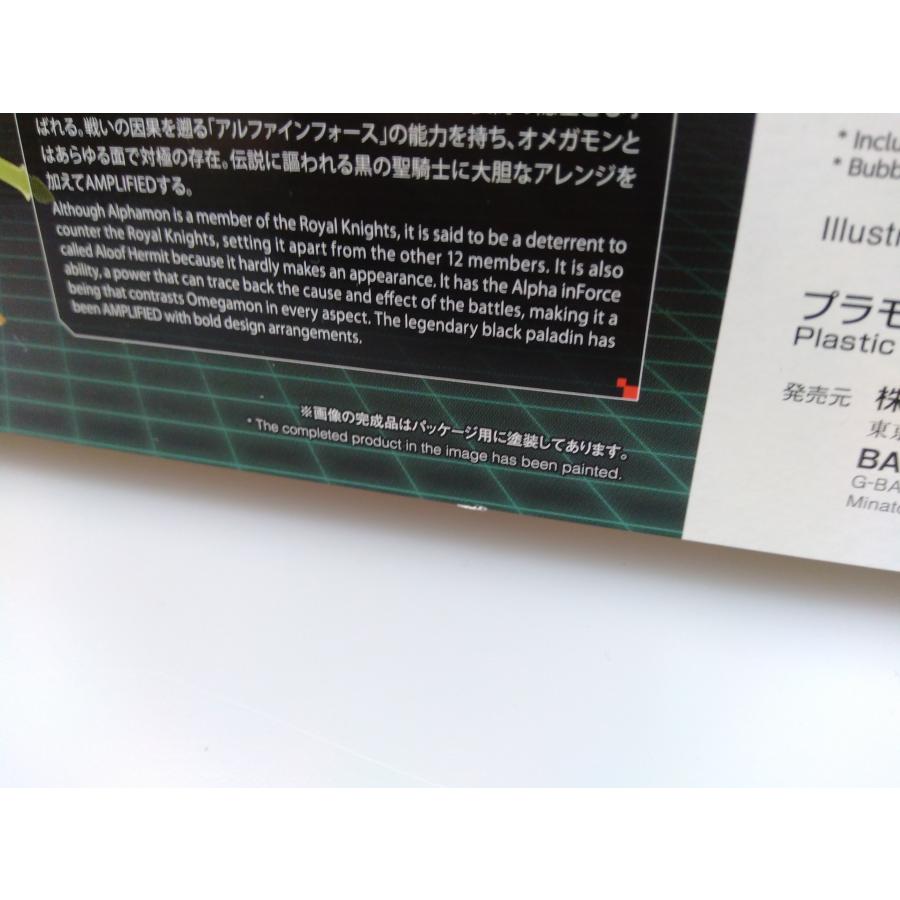 ばれる。戦いの因果を遡る「アルファインフォース」の能力を持ち、オメガモンと
はあらゆる面で対極の存在。伝説に謳われる黒の聖騎士に大胆なアレンジを
加えてAMPLIFIEDする。
Although Alphamon is a member of the Royal Knights, it is said to be a deterrent to
counter the Royal Knights, setting it apart from the other 12 members. It is also
called Aloof Hermit because it hardly makes an appearance. It has the Alpha inForce
ability, a power that can trace back the cause and effect of the battles, making it a
being that contrasts Omegamon in every aspect. The legendary black paladin has
been AMPLIFIED with bold design arrangements.
※画像の完成品はパッケージ用に塗装してあります。
* The completed product in the image has been painted.
* Inclu
* Bubb
Illustr
プラモ
Plastic
発売元 株
東京
BA
G-BA
Minato